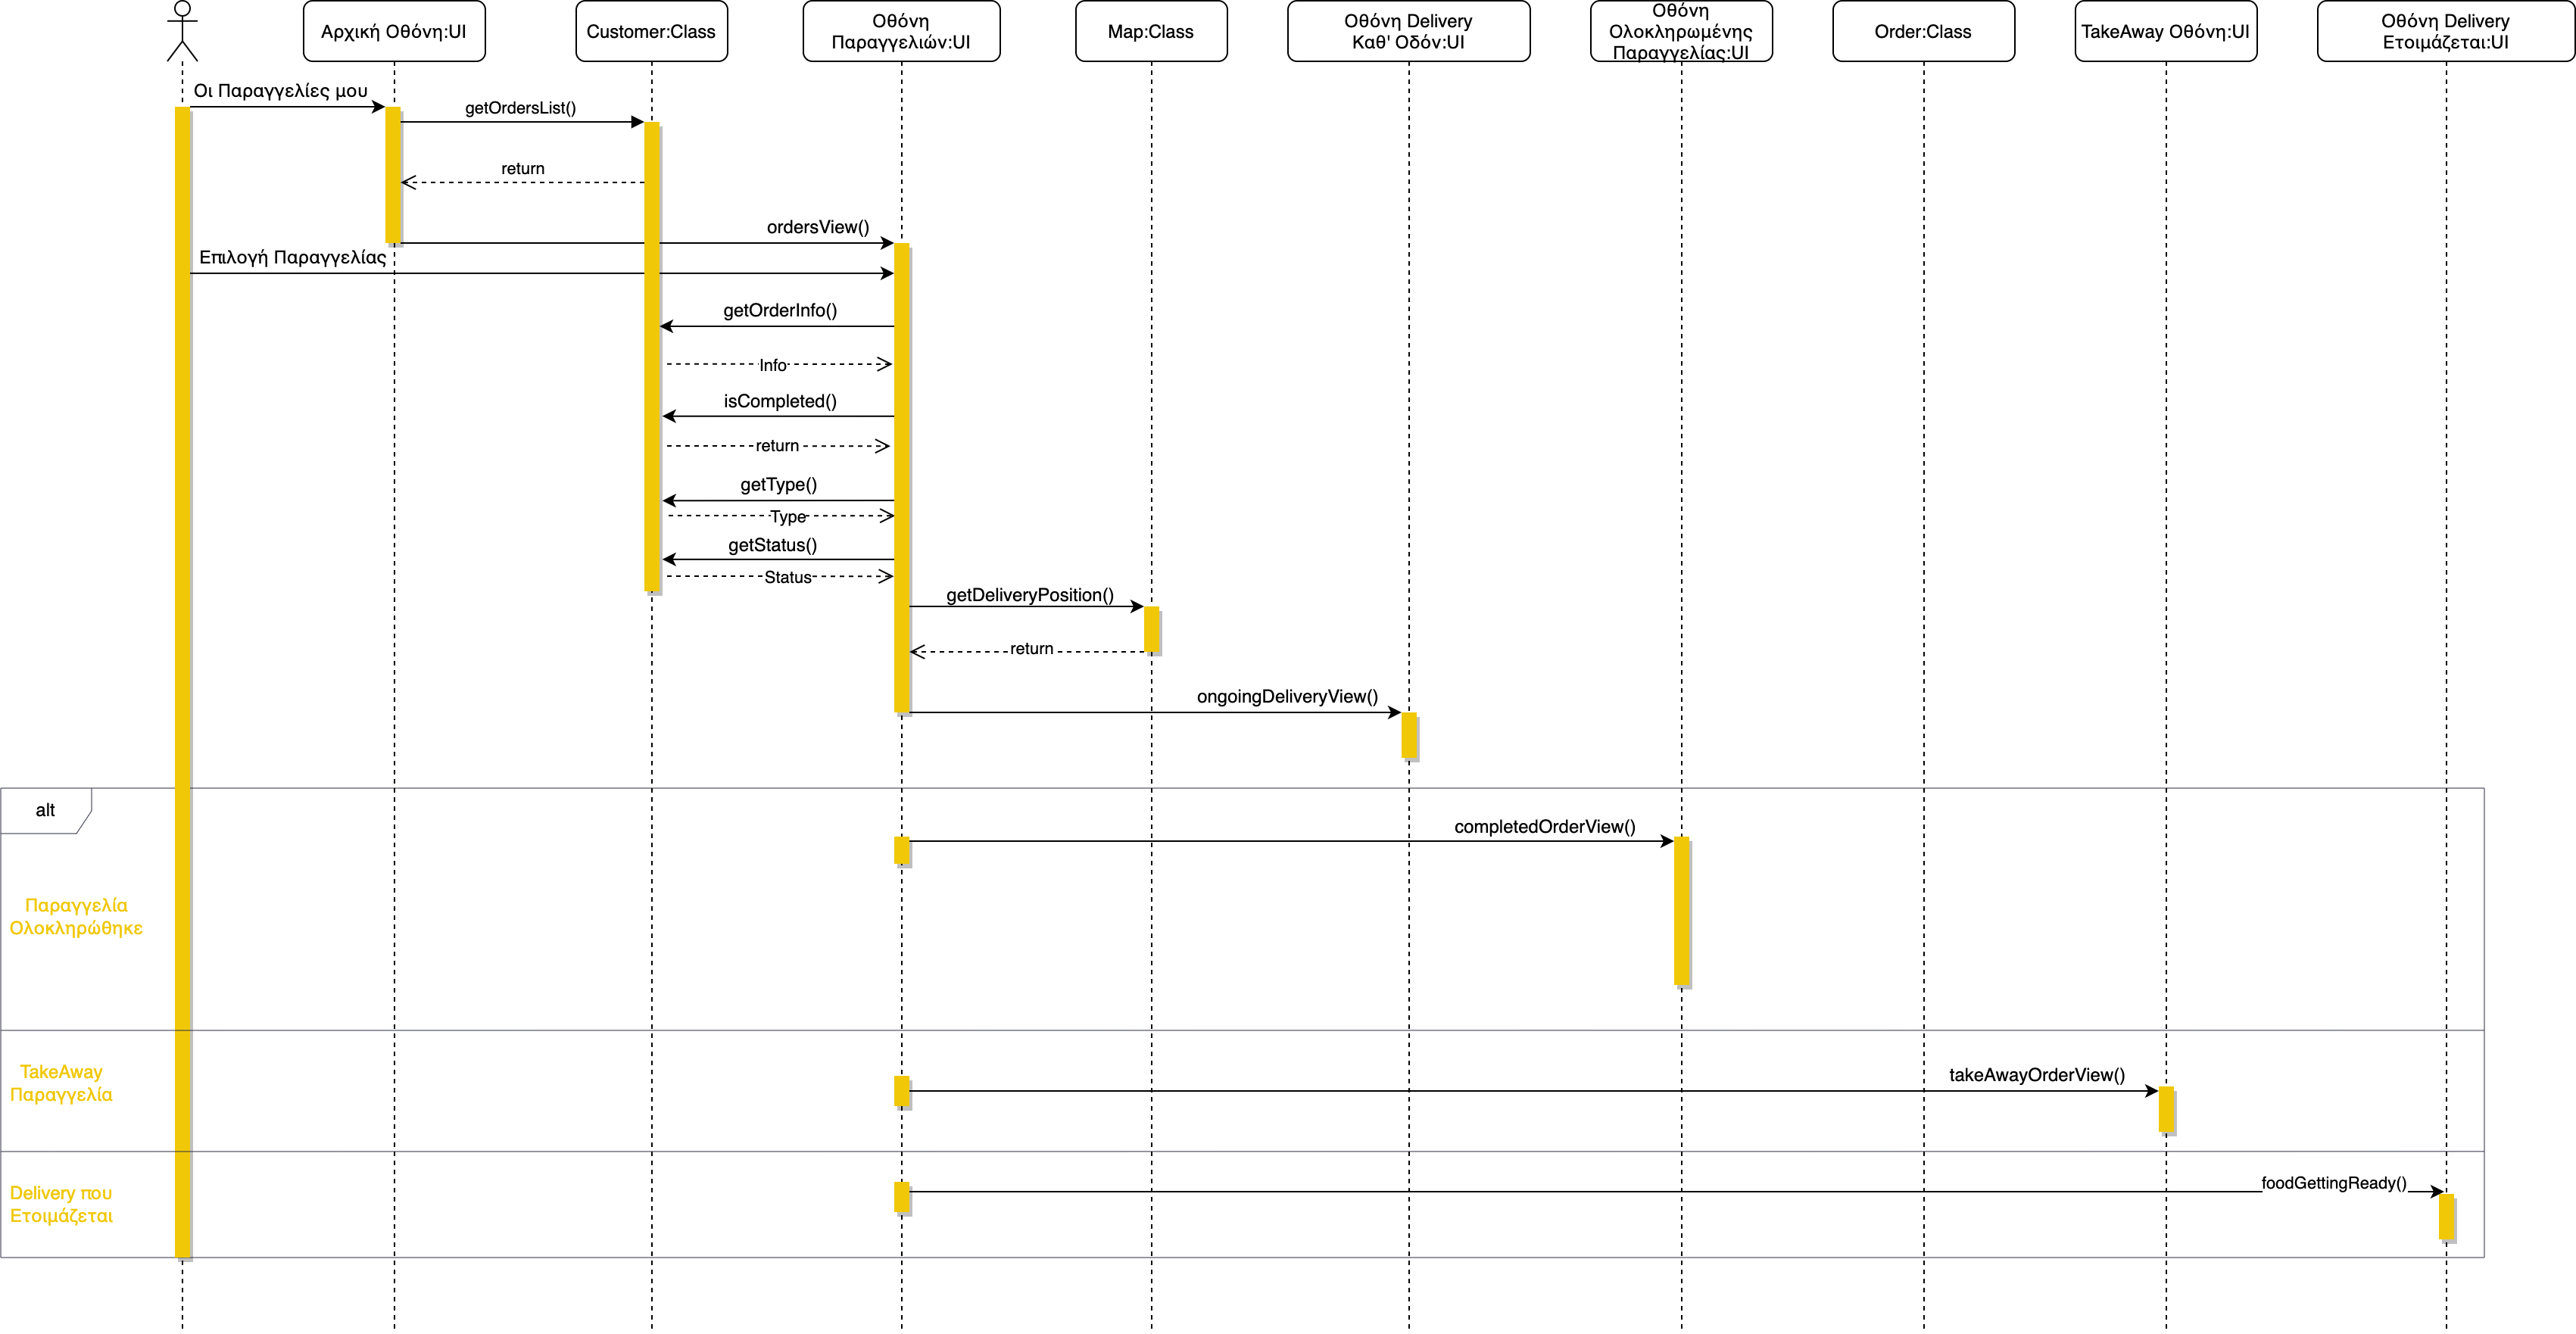 Αρχική Οθόνη:UI
Customer:Class
Οθόνη
Παραγγελιών:UI
Map:Class
Οθόνη Delivery
Καθ' Οδόν:UI
Οθόνη
Ολοκληρωμένης
Παραγγελίας:UI
Order:Class
TakeAway Οθόνη:UI
Οθόνη Delivery
Ετοιμάζεται:UI
Οι Παραγγελίες μου
getOrdersList()
return
ordersView()
Επιλογή Παραγγελίας
getOrderInfo()
Info
isCompleted()
return
getType()
Type
getStatus()
Status
getDeliveryPosition()
return
ongoingDeliveryView()
alt
completedOrderView()
Παραγγελία
Ολοκληρώθηκε
TakeAway
Παραγγελία
takeAwayOrderView()
Delivery που
Ετοιμάζεται
foodGettingReady()